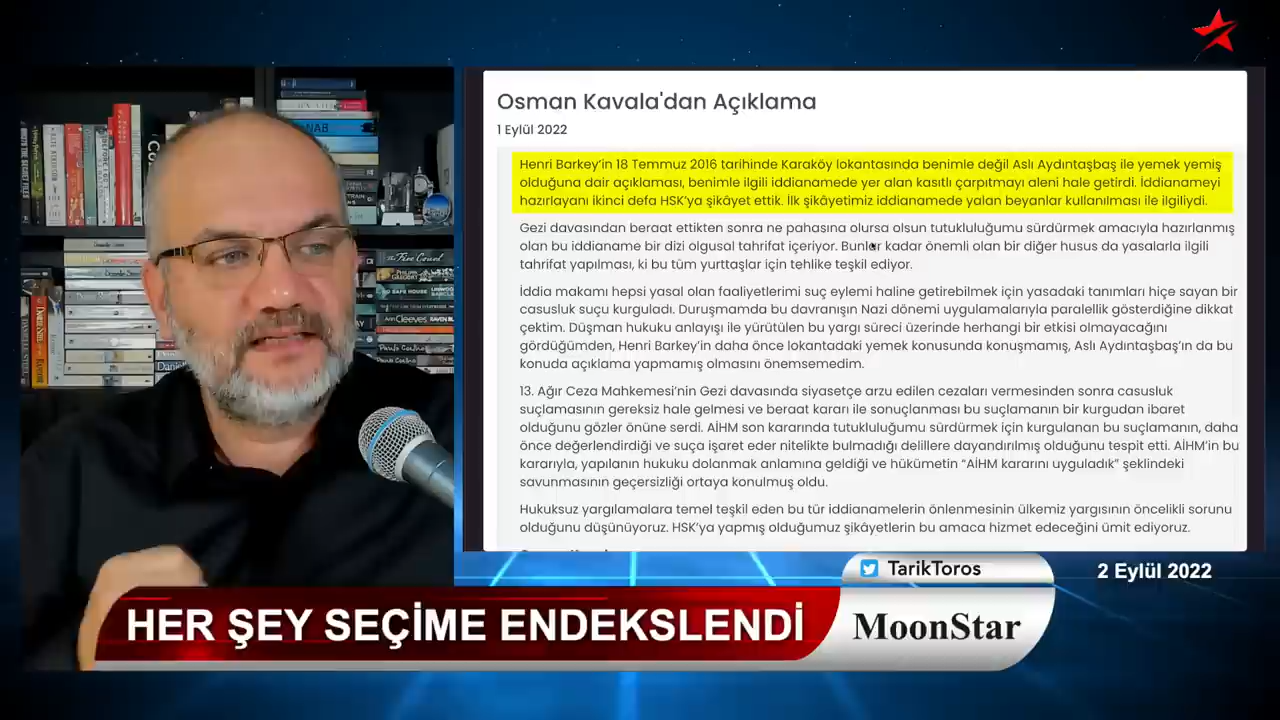 Osman Kavala'dan Açıklama
1 Eylül 2022
Henri Barkey’in 18 Temmuz 2016 tarihinde Karaköy lokantasında benimle değil Aslı Aydıntaşbaş ile yemek yemiş
olduğuna dair açıklaması, benimle ilgili iddianamede yer alan kasıtlı çarpıtmayı aleni hale getirdi. İddianameyi
hazırlayanı ikinci defa HSK’ya şikâyet ettik. İlk şikâyetimiz iddianamede yalan beyanlar kullanılması ile ilgiliydi.
Gezi davasından beraat ettikten sonra ne pahasına olursa olsun tutukluluğumu sürdürmek amacıyla hazırlanmış
olan bu iddianame bir dizi olgusal tahrifat içeriyor. Bunlar kadar önemli olan bir diğer husus da yasalarla ilgili
tahrifat yapılması, ki bu tüm yurttaşlar için tehlike teşkil ediyor.
İddia makamı hepsi yasal olan faaliyetlerimi suç eylemi haline getirebilmek için yasadaki tanımları hiçe sayan bir
casusluk suçu kurguladı. Duruşmamda bu davranışın Nazi dönemi uygulamalarıyla paralellik gösterdiğine dikkat
çektim. Düşman hukuku anlayışı ile yürütülen bu yargı süreci üzerinde herhangi bir etkisi olmayacağını
gördüğümden, Henri Barkey’in daha önce lokantadaki yemek konusunda konuşmamış, Aslı Aydıntaşbaş’ın da bu
konuda açıklama yapmamış olmasını önemsemedim.
13. Ağır Ceza Mahkemesi’nin Gezi davasında siyasetçe arzu edilen cezaları vermesinden sonra casusluk
suçlamasının gereksiz hale gelmesi ve beraat kararı ile sonuçlanması bu suçlamanın bir kurgudan ibaret
olduğunu gözler önüne serdi. AİHM son kararında tutukluluğumu sürdürmek için kurgulanan bu suçlamanın, daha
önce değerlendirdiği ve suça işaret eder nitelikte bulmadığı delillere dayandırılmış olduğunu tespit etti. AİHM’in bu
kararıyla, yapılanın hukuku dolanmak anlamına geldiği ve hükümetin “AİHM kararını uyguladık” şeklindeki
savunmasının geçersizliği ortaya konulmuş oldu.
Hukuksuz yargılamalara temel teşkil eden bu tür iddianamelerin önlenmesinin ülkemiz yargısının öncelikli sorunu
olduğunu düşünüyoruz. HSK’ya yapmış olduğumuz şikâyetlerin bu amaca hizmet edeceğini ümit ediyoruz.
TarikToros
2 Eylül 2022
HER ŞEY SEÇİME ENDEKSLENDİ
MoonStar